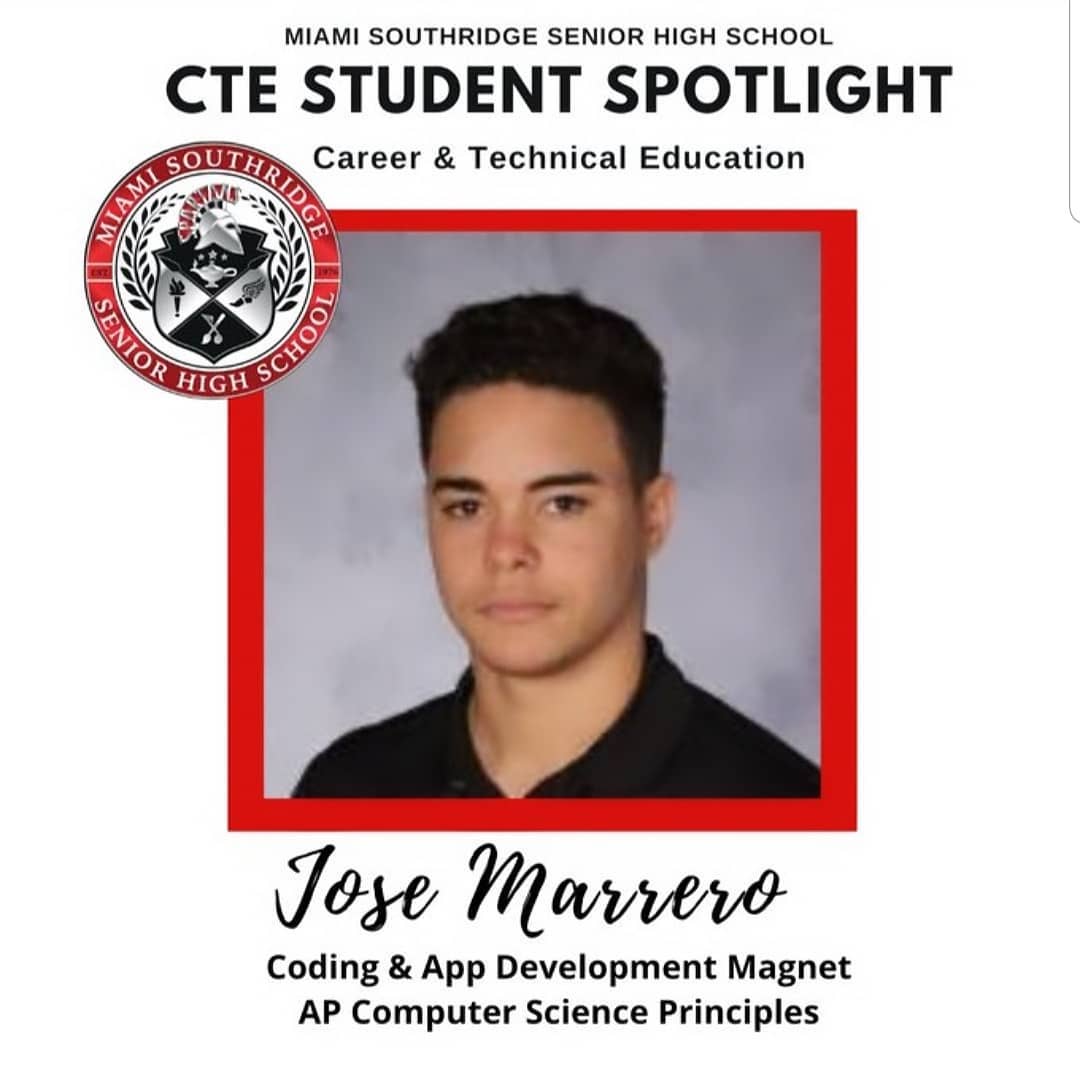 MIAMI SOUTHRIDGE SENIOR HIGH SCHOOL
CTE STUDENT SPOTLIGHT
Career & Technical Education
MIAMI SOUTHRIDGE
SPARTANS
EST. 1976
SENIOR HIGH SCHOOL
Jose Marrero
Coding & App Development Magnet
AP Computer Science Principles